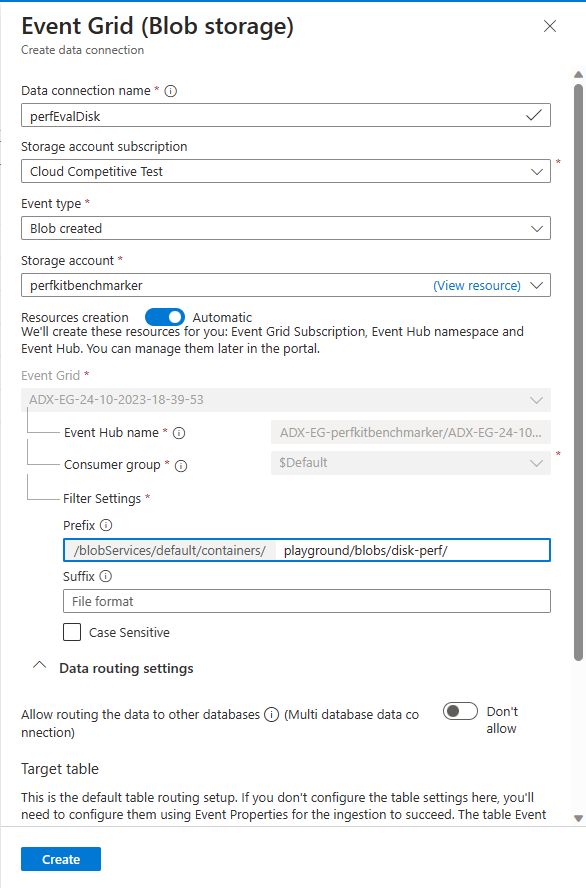 Event Grid (Blob storage)
Create data connection
Data connection name *
perfEvalDisk
Storage account subscription
Cloud Competitive Test
*
Event type *
Blob created
Storage account *
perfkitbenchmarker
(View resource)
Resources creation
Automatic
We'll create these resources for you: Event Grid Subscription, Event Hub namespace and
Event Hub. You can manage them later in the portal.
Event Grid *
ADX-EG-24-10-2023-18-39-53
Event Hub name *
ADX-EG-perfkitbenchmarker/ADX-EG-24-10...
Consumer group *
$Default
*
Filter Settings *
Prefix
/blobServices/default/containers/
playground/blobs/disk-perf/
Suffix
File format
Case Sensitive
Data routing settings
Allow routing the data to other databases
(Multi database data co
nnection)
Don't
allow
Target table
This is the default table routing setup. If you don't configure the table settings here, you'll
need to configure them using Event Properties for the ingestion to succeed. The table Event
Create